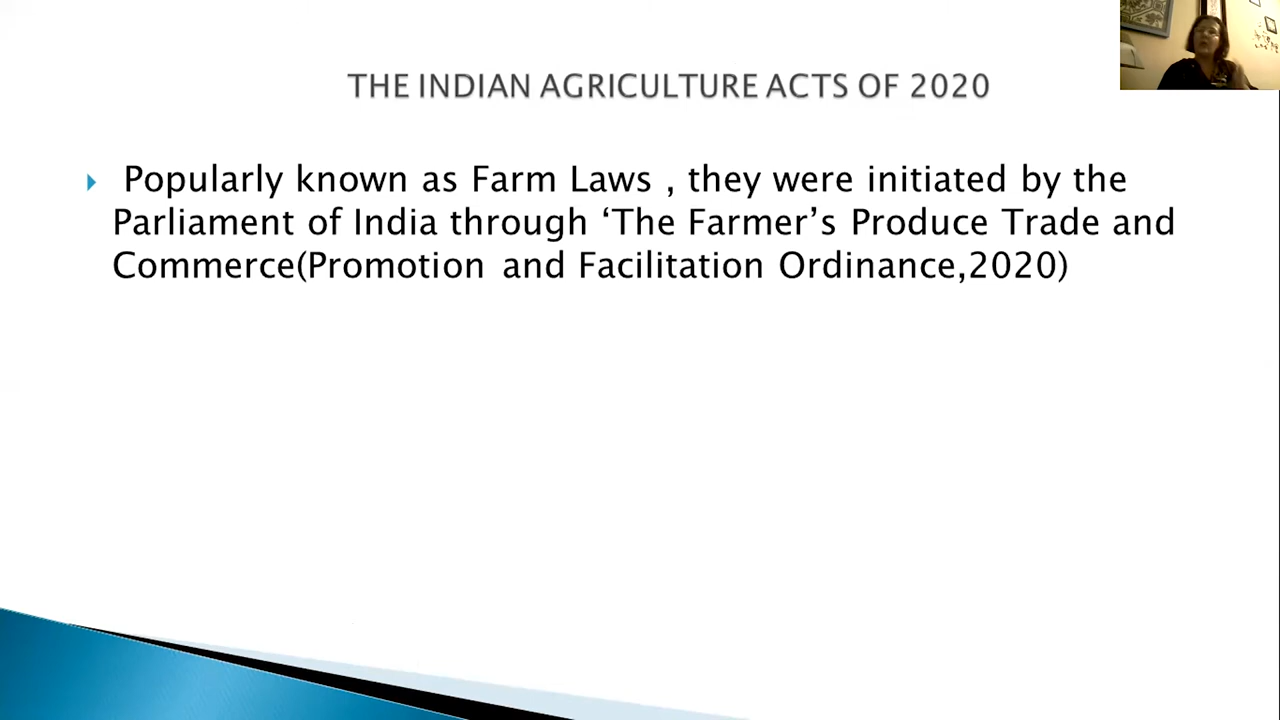 THE INDIAN AGRICULTURE ACTS OF 2020
Popularly known as Farm Laws , they were initiated by the
Parliament of India through ‘The Farmer’s Produce Trade and
Commerce(Promotion and Facilitation Ordinance,2020)